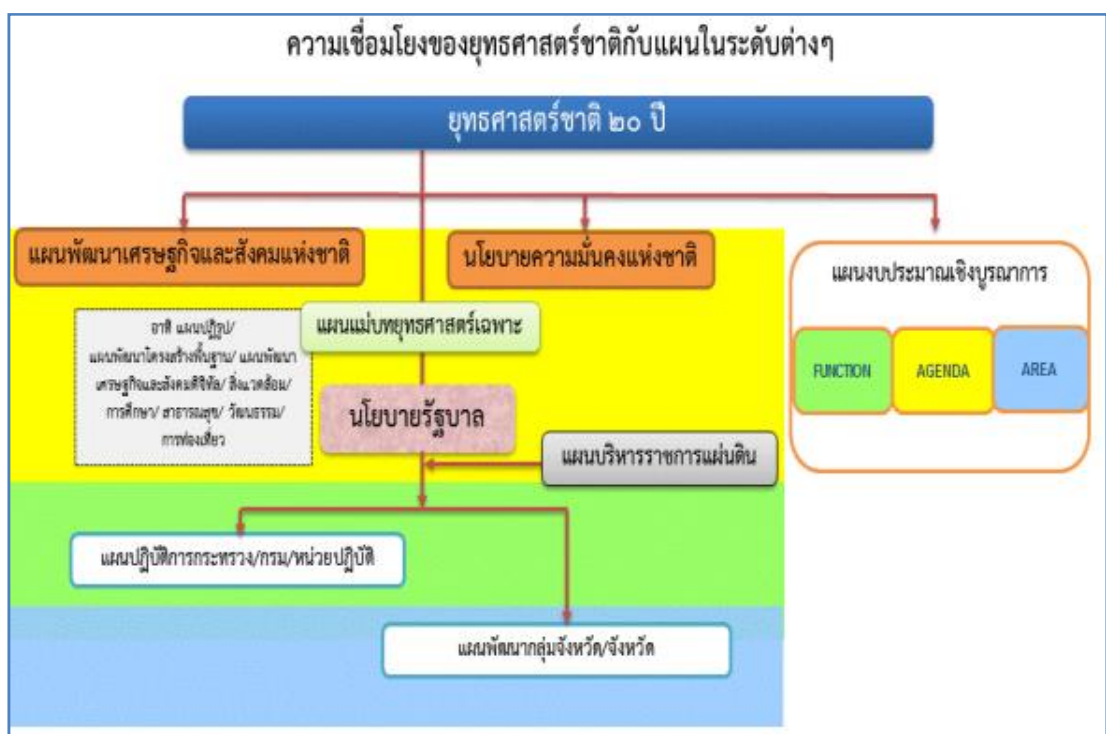 ความเชื่อมโยงของยุทธศาสตร์ชาติกับแผนในระดับต่างๆ
ยุทธศาสตร์ชาติ ๒๐ ปี
แผนพัฒนาเศรษฐกิจและสังคมแห่งชาติ
นโยบายความมั่นคงแห่งชาติ
แผนงบประมาณเชิงบูรณาการ
แผนแม่บทยุทธศาสตร์เฉพาะ
อาทิ แผนปฏิรูป/
แผนพัฒนาโครงสร้างพื้นฐาน/ แผนพัฒนา
เศรษฐกิจและสังคมดิจิทัล/ สิ่งแวดล้อม/
การศึกษา/ สาธารณสุข/ วัฒนธรรม/
การท่องเที่ยว
FUNCTION
AGENDA
AREA
นโยบายรัฐบาล
แผนบริหารราชการแผ่นดิน
แผนปฏิบัติการกระทรวง/กรม/หน่วยปฏิบัติ
แผนพัฒนากลุ่มจังหวัด/จังหวัด